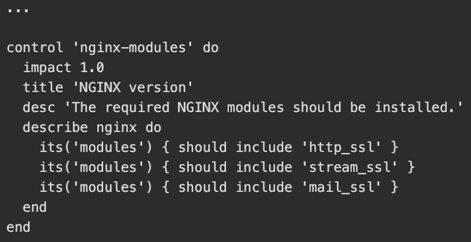 ...
control 'nginx-modules' do
  impact 1.0
  title 'NGINX version'
  desc 'The required NGINX modules should be installed.'
  describe nginx do
    its('modules') { should include 'http_ssl' }
    its('modules') { should include 'stream_ssl' }
    its('modules') { should include 'mail_ssl' }
  end
end